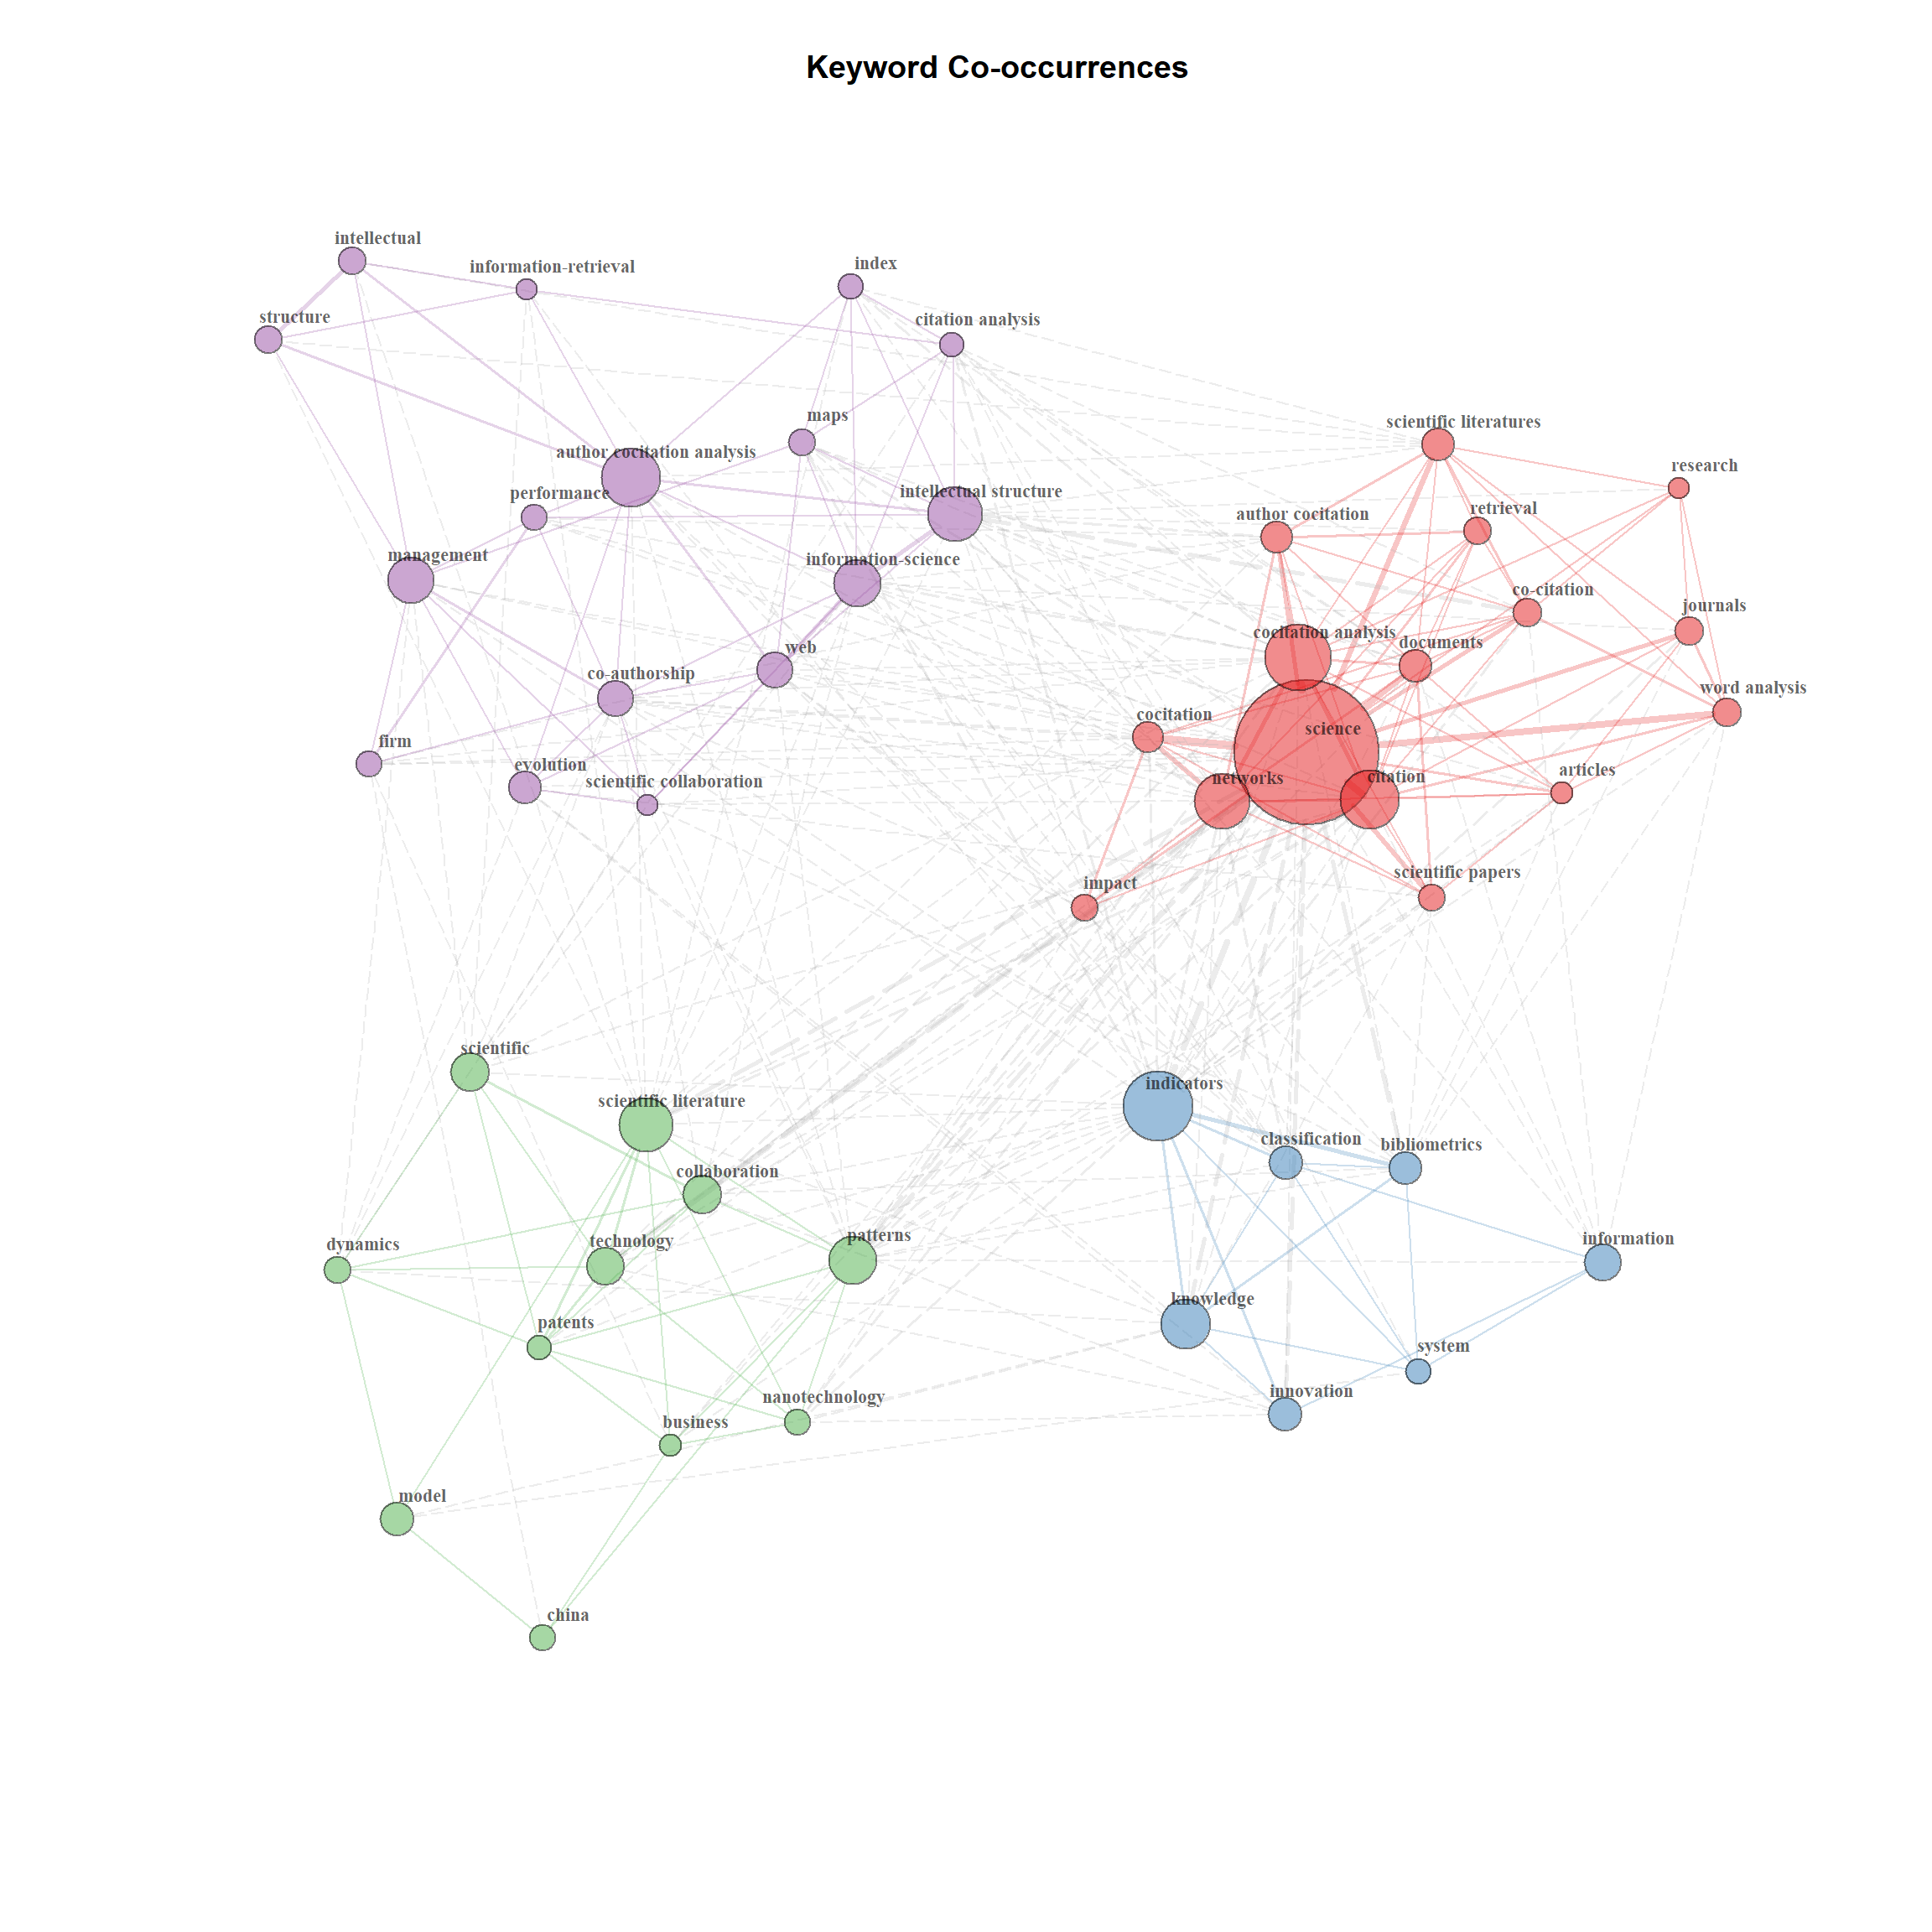 Keyword Co-occurrences
intellectual
information-retrieval
index
structure
citation analysis
maps
scientific literatures
author cocitation analysis
research
performance
intellectual structure
author cocitation
retrieval
management
information-science
co-citation
journals
cocitation analysis
documents
web
co-authorship
word analysis
cocitation
science
firm
evolution
scientific collaboration
networks
citation
articles
impact
scientific papers
scientific
indicators
scientific literature
classification
bibliometrics
collaboration
dynamics
technology
patterns
information
knowledge
patents
system
nanotechnology
innovation
business
model
china